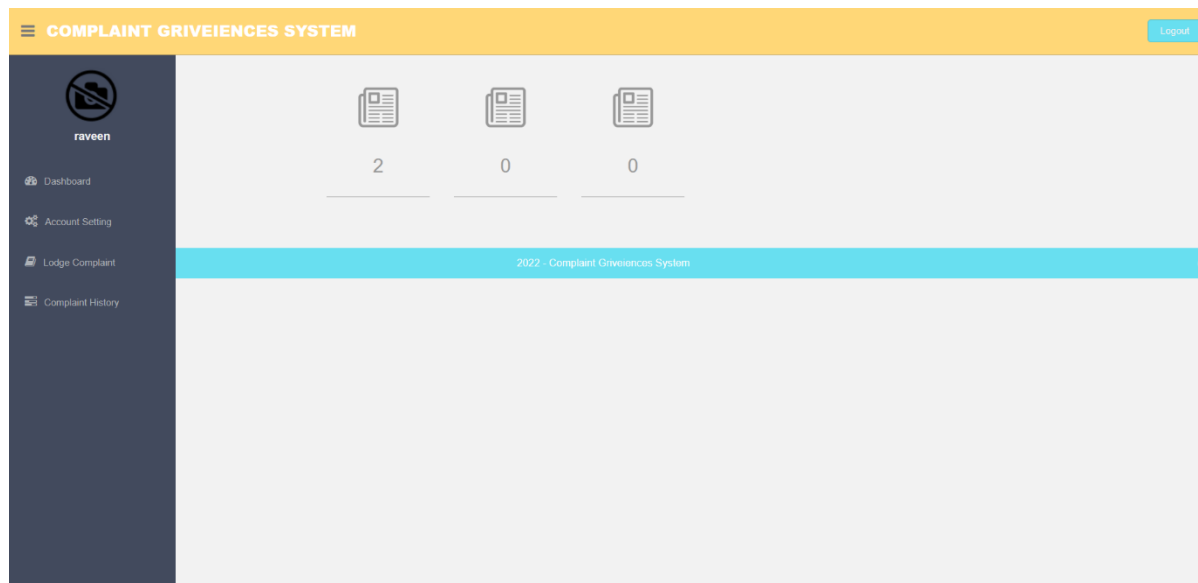 COMPLAINT GRIVEIENCES SYSTEM
Logout
raveen
Dashboard
Account Setting
Lodge Complaint
Complaint History
2 0 0
2022 - Complaint Griveiences System